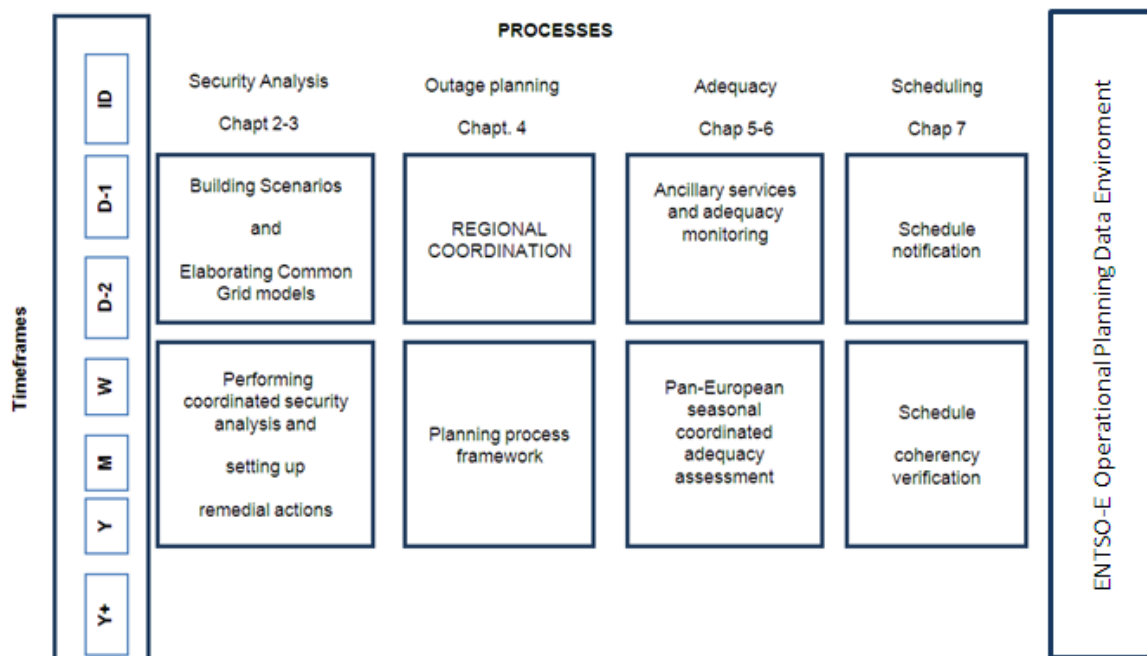 PROCESSES
Timeframes
ID
D-1
D-2
W
M
Y
Y+
Security Analysis
Chapt 2-3
Building Scenarios
and
Elaborating Common
Grid models
Performing
coordinated security
analysis and
setting up
remedial actions
Outage planning
Chapt. 4
REGIONAL
COORDINATION
Planning process
framework
Adequacy
Chap 5-6
Ancillary services
and adequacy
monitoring
Pan-European
seasonal
coordinated
adequacy
assessment
Scheduling
Chap 7
Schedule
notification
Schedule
coherency
verification
ENTSO-E Operational Planning Data Enviroment